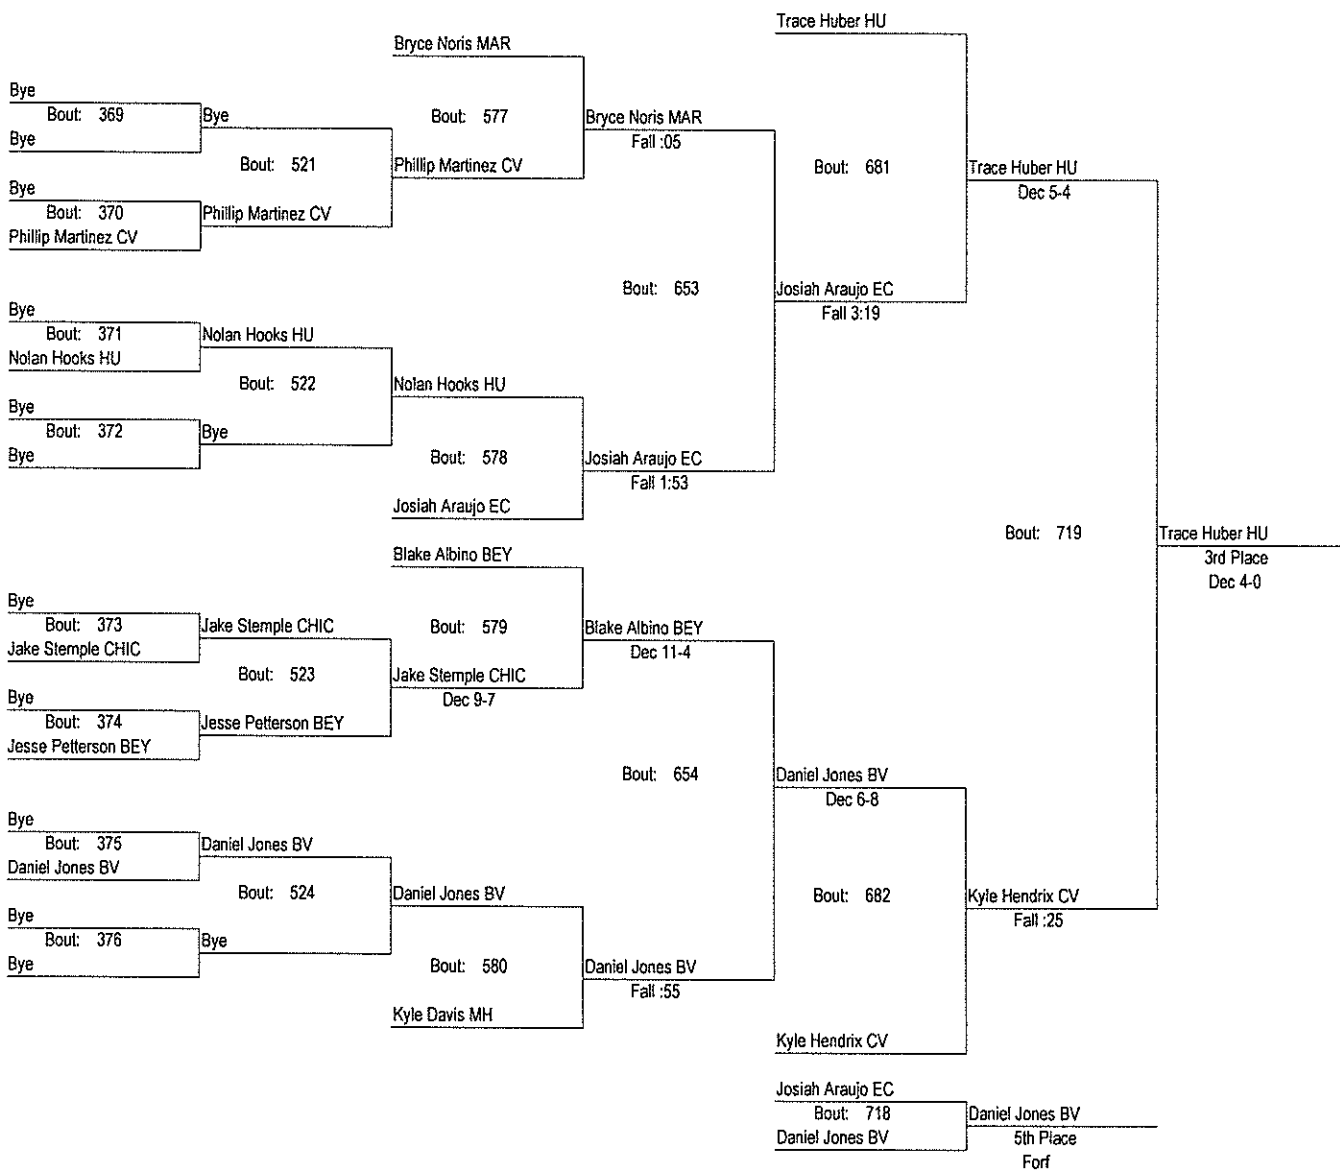 Trace Huber HU
Bryce Noris MAR
Bye
Bout: 369
Bye
Bye
Bout: 577
Bryce Noris MAR
Fall :05
Bout: 521
Phillip Martinez CV
Bout: 681
Trace Huber HU
Dec 5-4
Bye
Bout: 370
Phillip Martinez CV
Phillip Martinez CV
Bout: 653
Josiah Araujo EC
Fall 3:19
Bye
Bout: 371
Nolan Hooks HU
Nolan Hooks HU
Bout: 522
Nolan Hooks HU
Bye
Bout: 372
Bye
Bye
Bout: 578
Josiah Araujo EC
Fall 1:53
Josiah Araujo EC
Bout: 719
Trace Huber HU
3rd Place
Dec 4-0
Blake Albino BEY
Bye
Bout: 373
Jake Stemple CHIC
Jake Stemple CHIC
Bout: 579
Blake Albino BEY
Dec 11-4
Bout: 523
Jake Stemple CHIC
Dec 9-7
Bye
Bout: 374
Jesse Petterson BEY
Jesse Petterson BEY
Bout: 654
Daniel Jones BV
Dec 6-8
Bye
Bout: 375
Daniel Jones BV
Daniel Jones BV
Bout: 524
Daniel Jones BV
Bout: 682
Kyle Hendrix CV
Fall :25
Bye
Bout: 376
Bye
Bye
Bout: 580
Daniel Jones BV
Fall :55
Kyle Davis MH
Kyle Hendrix CV
Josiah Araujo EC
Bout: 718
Daniel Jones BV
Daniel Jones BV
5th Place
Forf